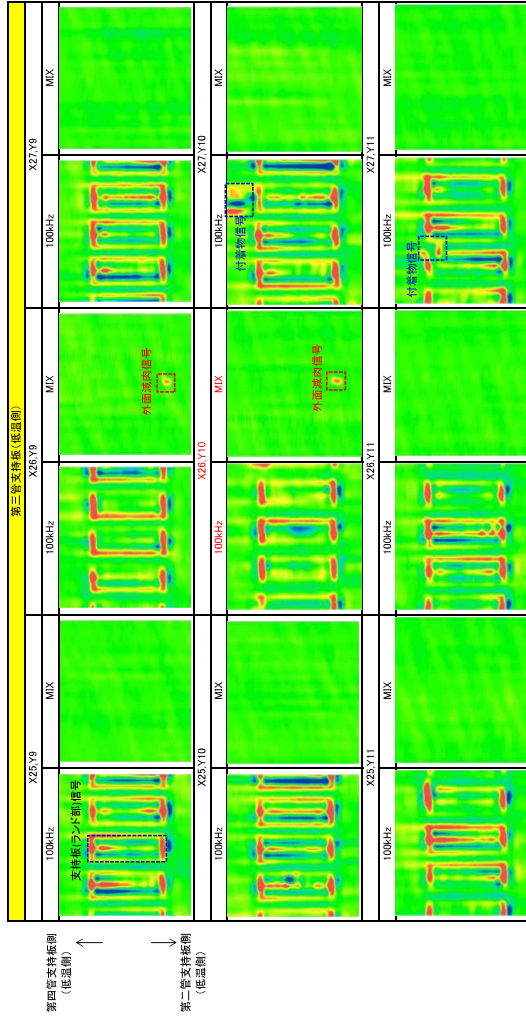 第三管支持板(低温側)
X25,Y9
X26,Y9
X27,Y9
100kHz
MIX
100kHz
MIX
100kHz
MIX
第四管支持板側
(低温側)
第二管支持板側
(低温側)
支持板(ランド部)信号
外面減肉信号
X25,Y10
X26,Y10
X27,Y10
100kHz
MIX
100kHz
MIX
100kHz
MIX
外面減肉信号
付着物信号
X25,Y11
X26,Y11
X27,Y11
100kHz
MIX
100kHz
MIX
100kHz
MIX
付着物信号